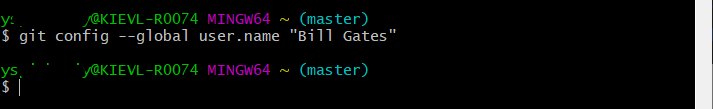 y@KIEVL-R0074 MINGW64 ~ (master)
$ git config --global user.name "Bill Gates"
y@KIEVL-R0074 MINGW64 ~ (master)
$